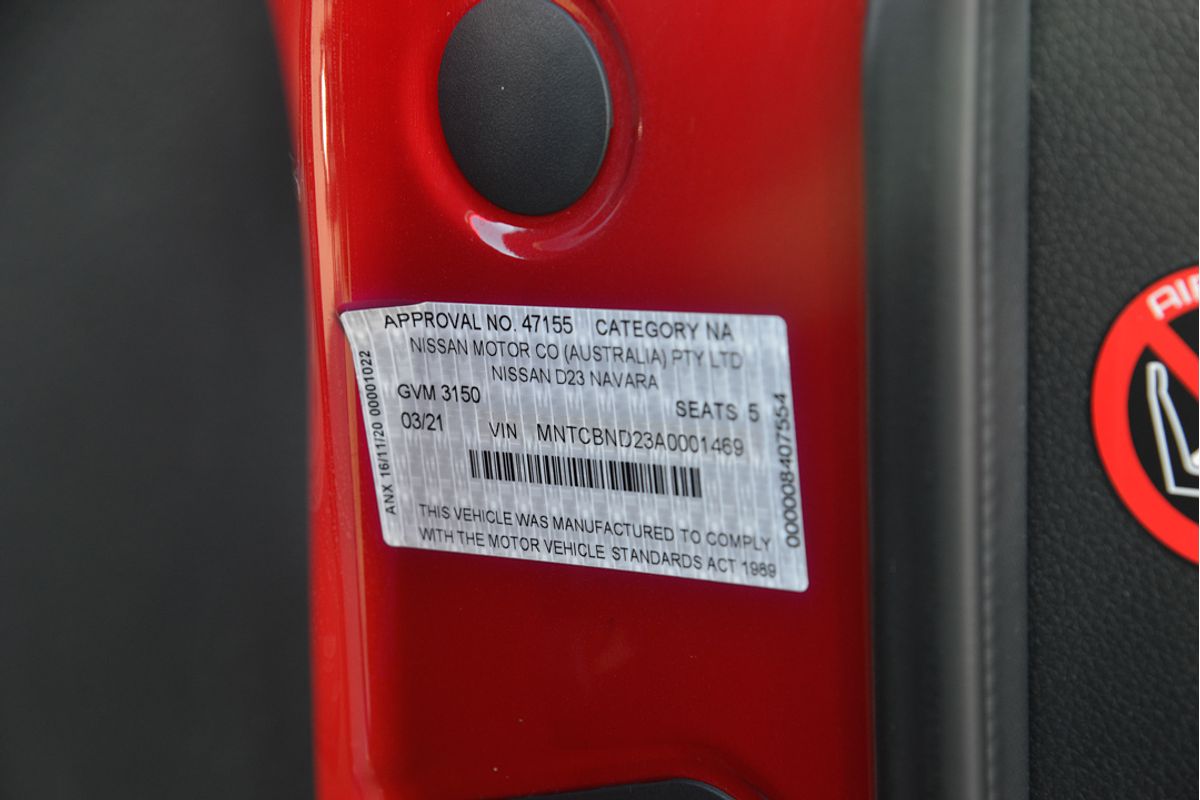 APPROVAL NO. 47155 CATEGORY NA
NISSAN MOTOR CO (AUSTRALIA) PTY LTD
NISSAN D23 NAVARA
GVM 3150
SEATS 5
03/21 VIN MNTCBND23A0001469
THIS VEHICLE WAS MANUFACTURED TO COMPLY
WITH THE MOTOR VEHICLE STANDARDS ACT 1989
ANX 16/11/20 00001022
000008407554